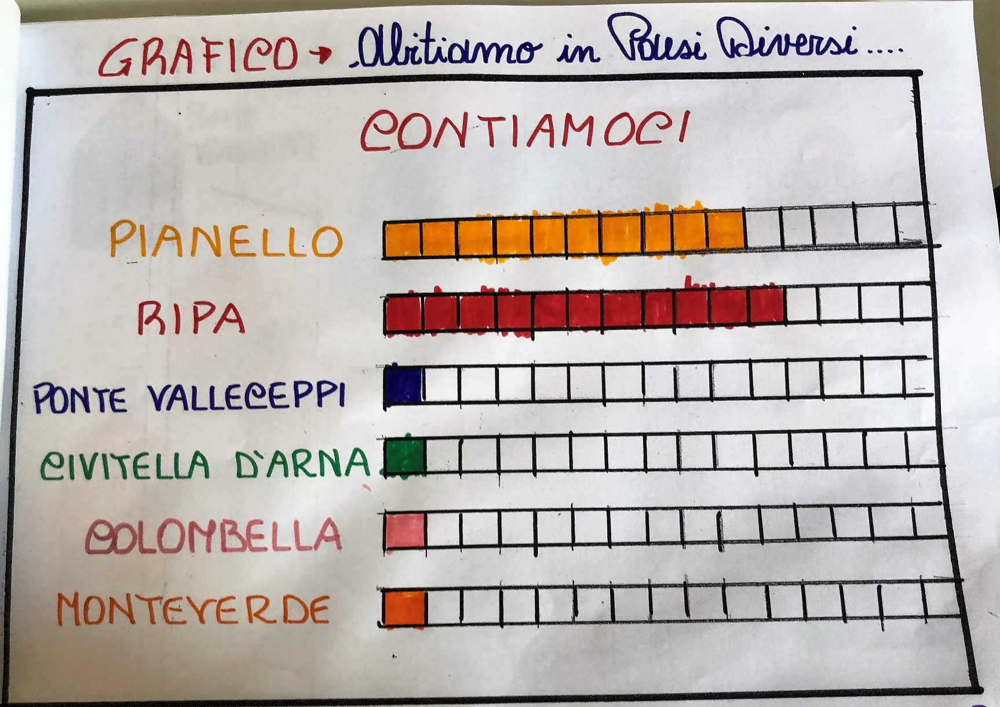 GRAFICO → Abitiamo in Paesi Diversi....
CONTIAMOCI
PIANELLO
RIPA
PONTE VALLECEPPI
CIVITELLA D'ARNA
COLOMBELLA
MONTEVERDE